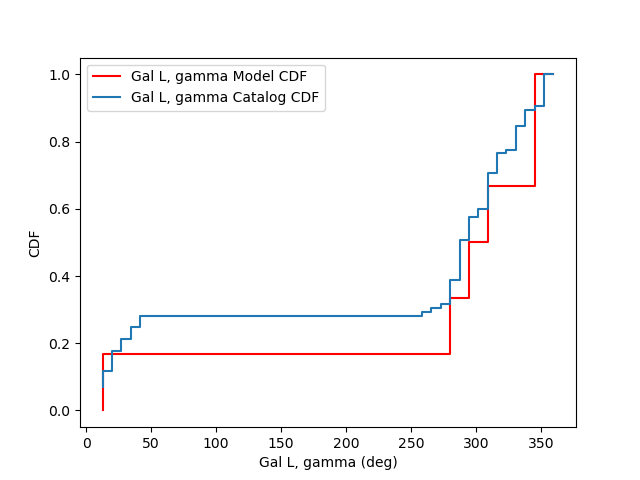 Gal L, gamma Model CDF
Gal L, gamma Catalog CDF
1.0
0.8
0.6
0.4
0.2
0.0
CDF
0 50 100 150 200 250 300 350
Gal L, gamma (deg)